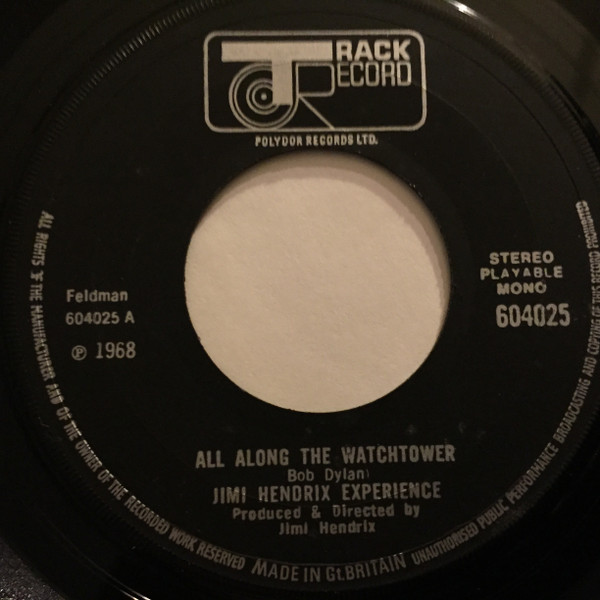 TRACK
RECORD
POLYDOR RECORDS LTD.
STEREO
PLAYABLE
MONO
604025
Feldman
604025 A
℗ 1968
ALL ALONG THE WATCHTOWER
Bob Dylan
JIMI HENDRIX EXPERIENCE
Produced & Directed by
Jimi Hendrix
ALL RIGHTS OF THE MANUFACTURER AND OF THE OWNER OF THE RECORDED WORK RESERVED
MADE IN Gt.BRITAIN
UNAUTHORISED PUBLIC PERFORMANCE BROADCASTING AND COPYING OF THIS RECORD PROHIBITED